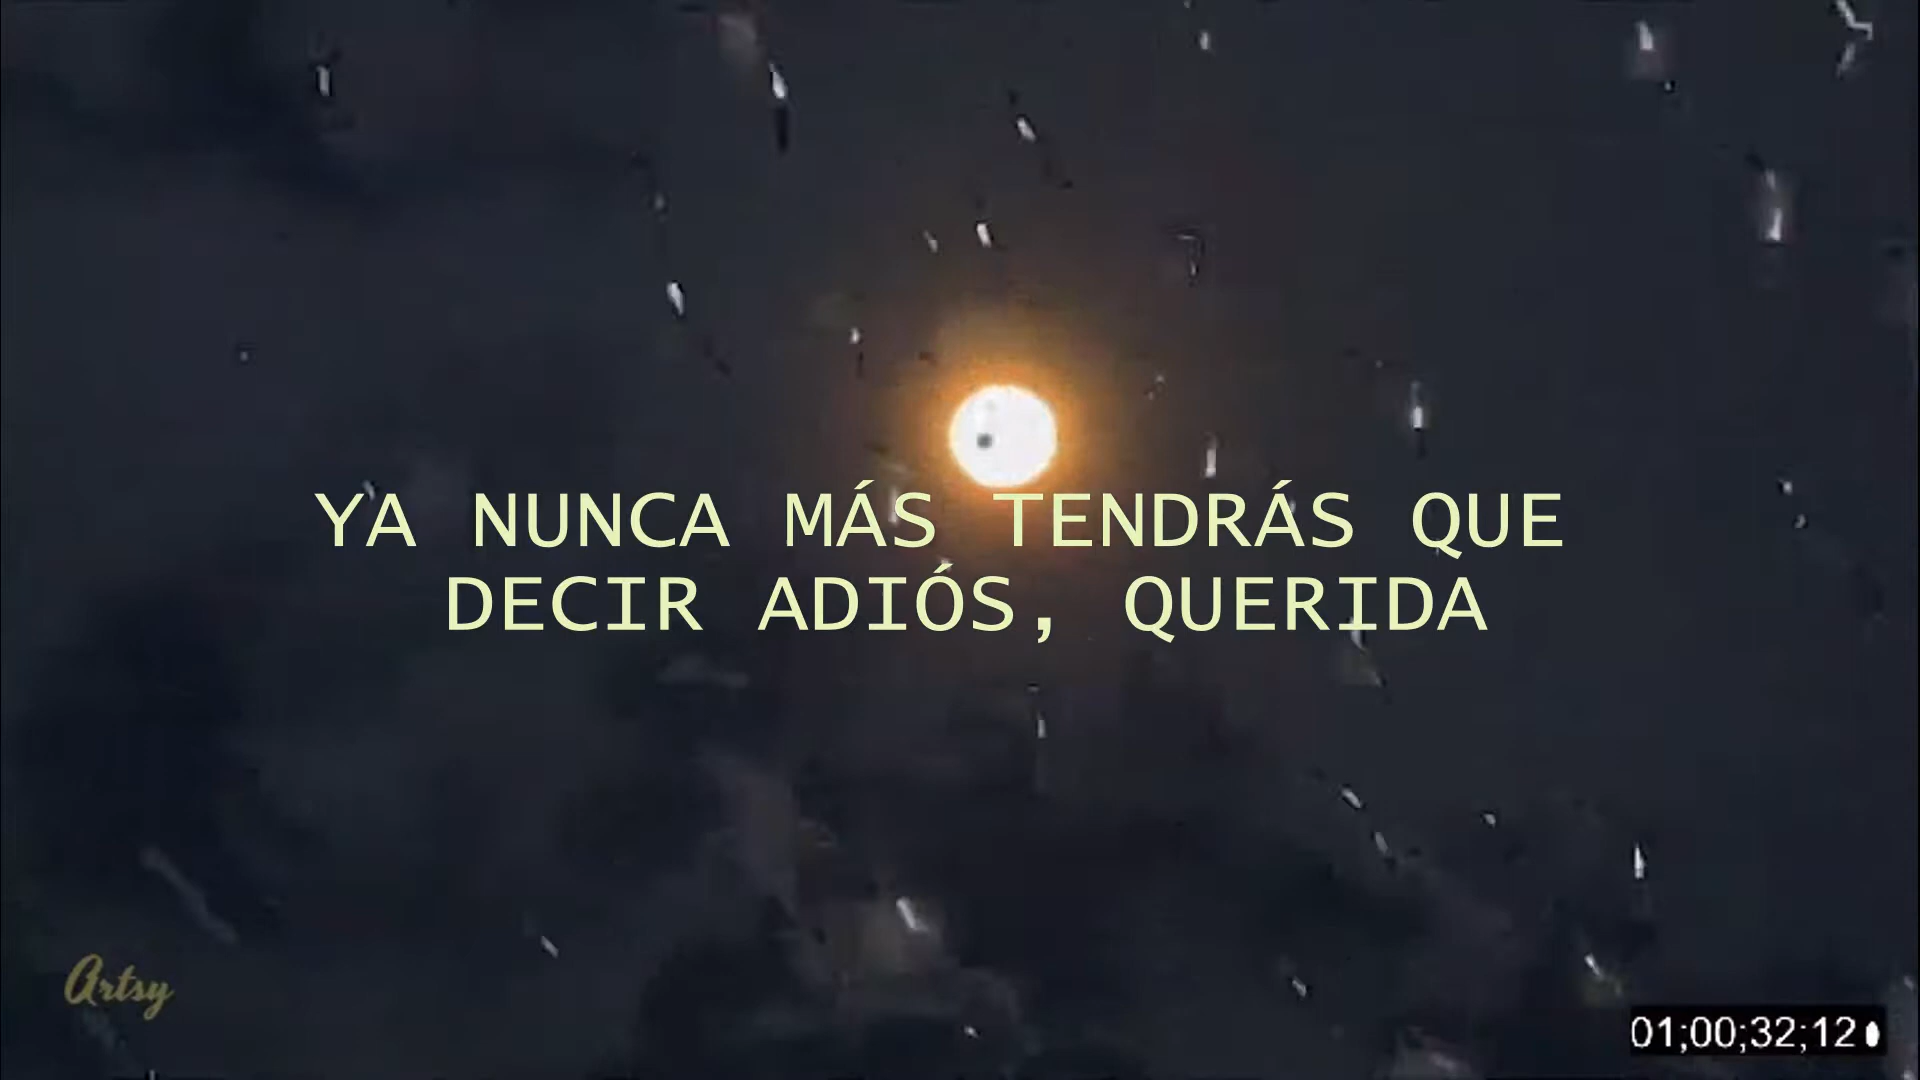 YA NUNCA MÁS TENDRÁS QUE
DECIR ADIÓS, QUERIDA
Artsy
01;00;32;12